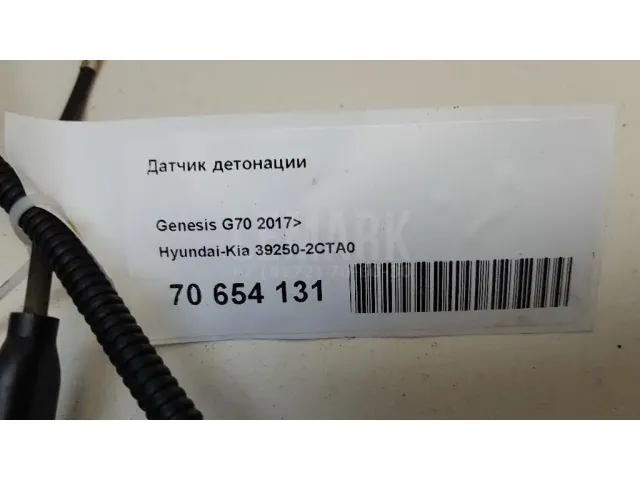 Датчик детонации
Genesis G70 2017>
Hyundai-Kia 39250-2CTA0
70 654 131